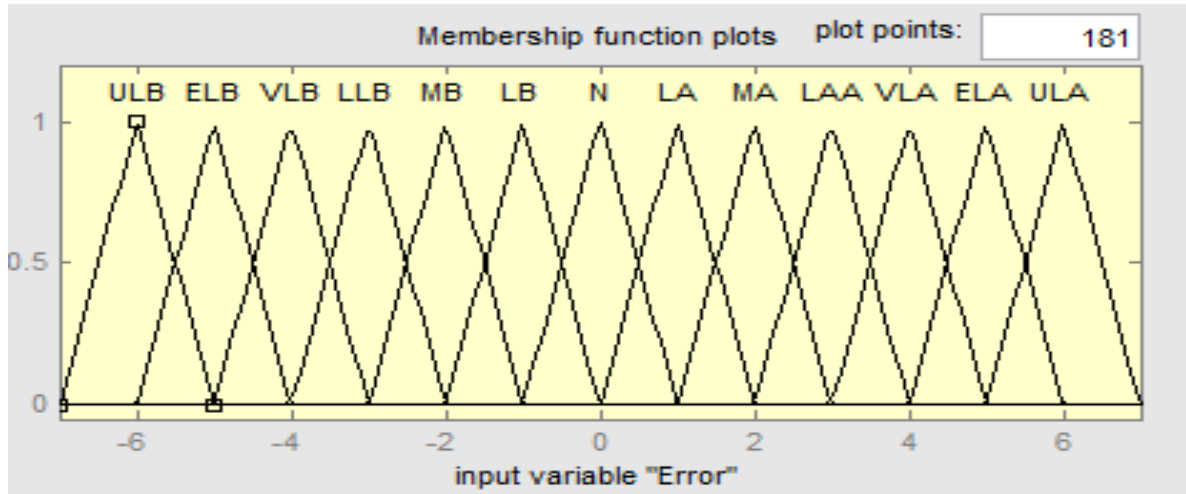 Membership function plots plot points: 181
ULB ELB VLB LLB MB LB N LA MA LAA VLA ELA ULA
1
0.5
0
-6 -4 -2 0 2 4 6
input variable "Error"